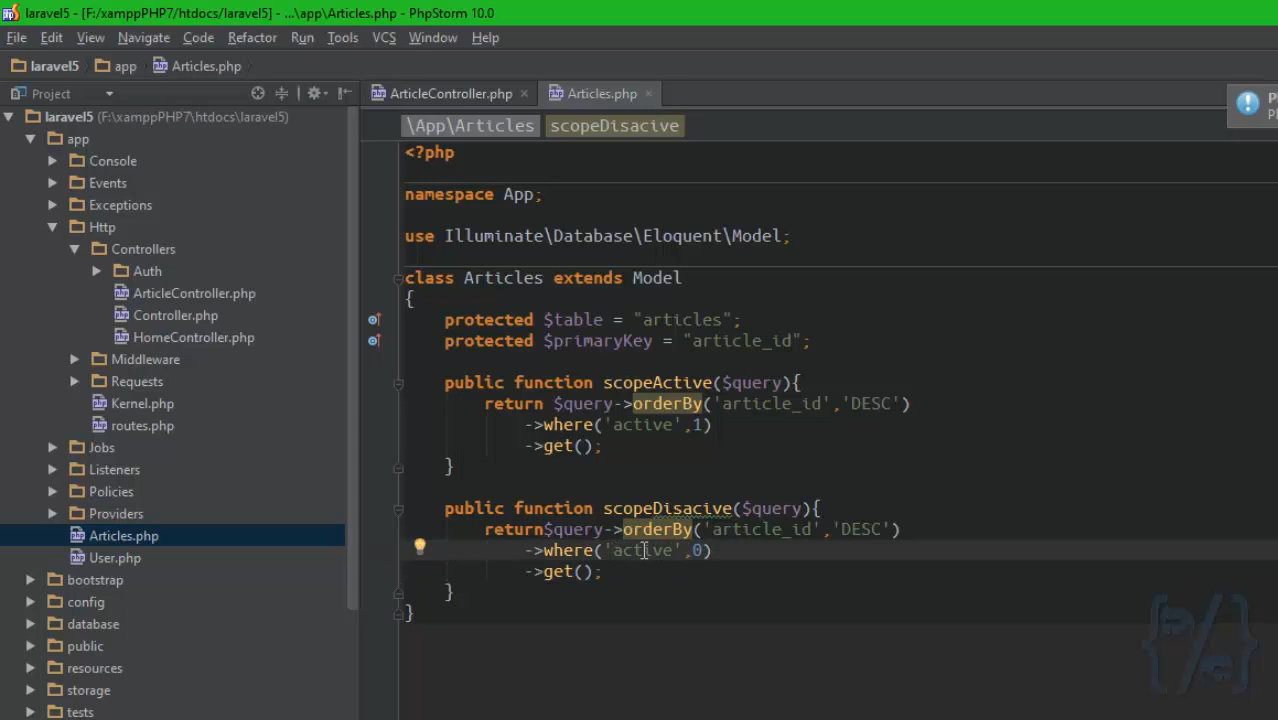 laravel5 - [F:/xamppPHP7/htdocs/laravel5] - ...\app\Articles.php - PhpStorm 10.0
File Edit View Navigate Code Refactor Run Tools VCS Window Help
laravel5 app Articles.php
Project
ArticleController.php Articles.php
laravel5 (F:\xamppPHP7\htdocs\laravel5)
app
Console
Events
Exceptions
Http
Controllers
Auth
ArticleController.php
Controller.php
HomeController.php
Middleware
Requests
Kernel.php
routes.php
Jobs
Listeners
Policies
Providers
Articles.php
User.php
bootstrap
config
database
public
resources
storage
tests
\App\Articles scopeDisacive
<?php
namespace App;
use Illuminate\Database\Eloquent\Model;
class Articles extends Model
{
protected $table = "articles";
protected $primaryKey = "article_id";
public function scopeActive($query){
return $query->orderBy('article_id','DESC')
->where('active',1)
->get();
}
public function scopeDisacive($query){
return$query->orderBy('article_id','DESC')
->where('active',0)
->get();
}
}